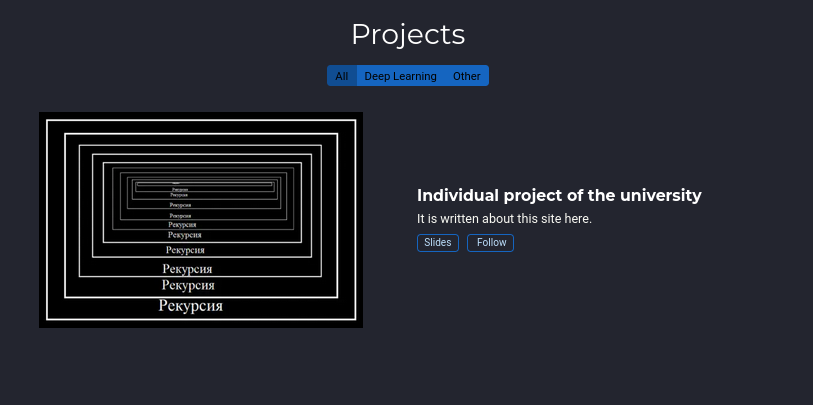 Projects
All Deep Learning Other
Рекурсия
Рекурсия
Рекурсия
Рекурсия
Рекурсия
Рекурсия
Рекурсия
Рекурсия
Рекурсия
Рекурсия
Individual project of the university
It is written about this site here.
Slides Follow